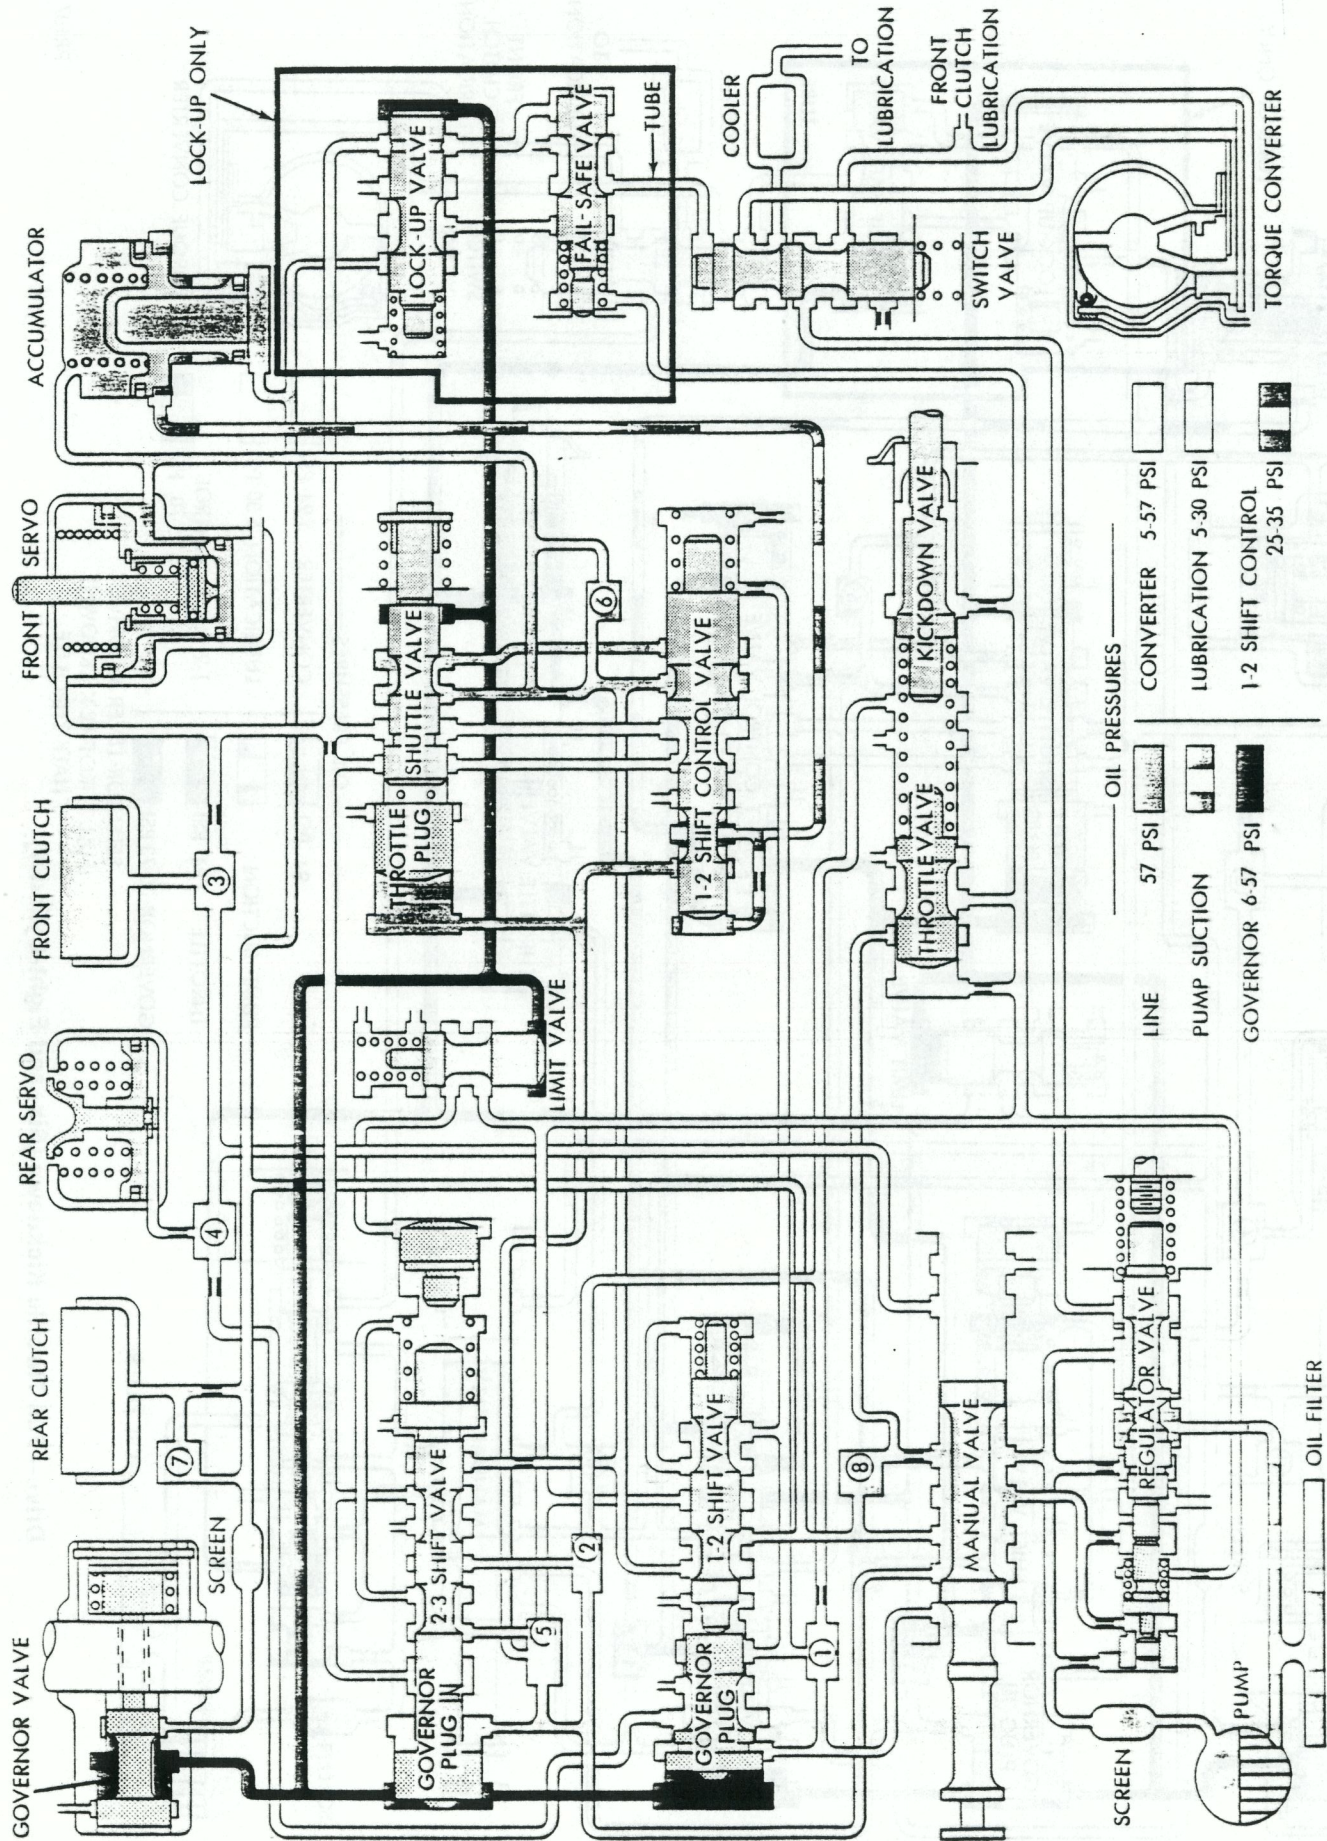 GOVERNOR VALVE
REAR CLUTCH
REAR SERVO
FRONT CLUTCH
FRONT SERVO
ACCUMULATOR
LOCK-UP ONLY
SCREEN
7
4
3
GOVERNOR
PLUG
2-3 SHIFT VALVE
LIMIT VALVE
THROTTLE
PLUG
SHUTTLE VALVE
LOCK-UP VALVE
FAIL-SAFE VALVE
TUBE
5
2
6
GOVERNOR
PLUG
1-2 SHIFT VALVE
1-2 SHIFT CONTROL VALVE
COOLER
TO
LUBRICATION
FRONT
CLUTCH
LUBRICATION
SWITCH
VALVE
1
8
MANUAL VALVE
THROTTLE VALVE
KICKDOWN VALVE
TORQUE CONVERTER
SCREEN
PUMP
REGULATOR VALVE
OIL FILTER
OIL PRESSURES
LINE 57 PSI
CONVERTER 5-57 PSI
PUMP SUCTION
LUBRICATION 5-30 PSI
GOVERNOR 6-57 PSI
1-2 SHIFT CONTROL
25-35 PSI